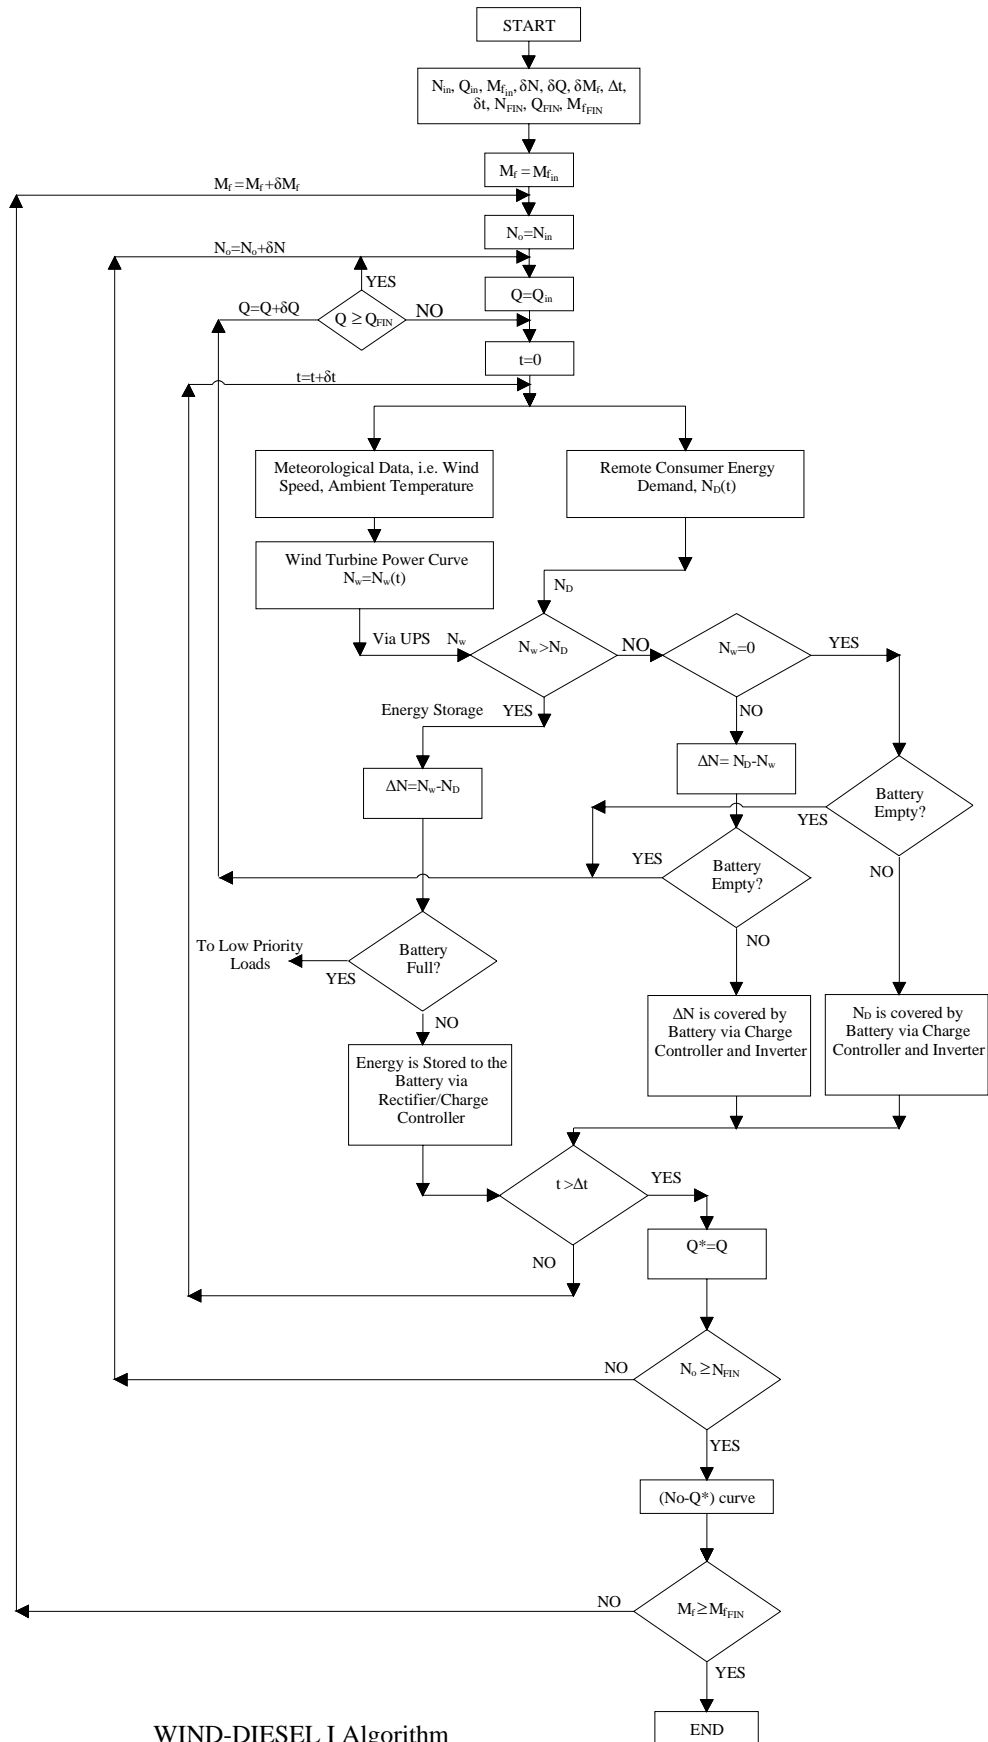 START
N_in, Q_in, M_f_in, δN, δQ, δM_f, Δt,
δt, N_FIN, Q_FIN, M_f_FIN
M_f = M_f_in
M_f=M_f+δM_f
N_o=N_in
N_o=N_o+δN
YES
Q=Q_in
Q=Q+δQ
Q ≥ Q_FIN
NO
t=0
t=t+δt
Meteorological Data, i.e. Wind
Speed, Ambient Temperature
Remote Consumer Energy
Demand, N_D(t)
Wind Turbine Power Curve
N_w=N_w(t)
N_D
Via UPS
N_w
N_w>N_D
NO
N_w=0
YES
Energy Storage
YES
NO
ΔN=N_w-N_D
ΔN= N_D-N_w
Battery
Empty?
YES
YES
Battery
Empty?
NO
NO
To Low Priority
Loads
YES
Battery
Full?
NO
ΔN is covered by
Battery via Charge
Controller and Inverter
N_D is covered by
Battery via Charge
Controller and Inverter
Energy is Stored to the
Battery via
Rectifier/Charge
Controller
t >Δt
YES
NO
Q*=Q
NO
N_o ≥N_FIN
YES
(No-Q*) curve
NO
M_f≥M_f_FIN
YES
WIND-DIESEL I Algorithm
END